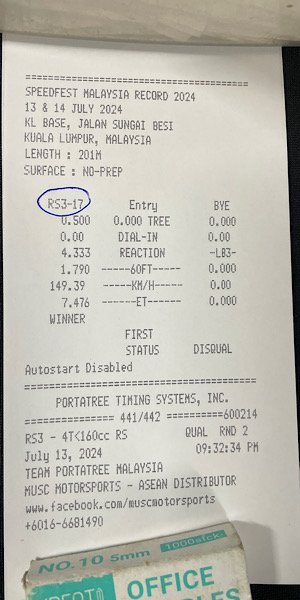 ====================================
SPEEDFEST MALAYSIA RECORD 2024
13 & 14 JULY 2024
KL BASE, JALAN SUNGAI BESI
KUALA LUMPUR, MALAYSIA
LENGTH : 201M
SURFACE : NO-PREP
RS3-17 Entry BYE
0.500 0.000 TREE 0.000
0.00 DIAL-IN 0.00
4.333 REACTION -LB3-
1.790 ------60FT------ 0.000
149.39 ------KM/H------ 0.00
7.476 -------ET------- 0.000
WINNER
FIRST
STATUS DISQUAL
Autostart Disabled
====================================
PORTATREE TIMING SYSTEMS, INC.
============== 441/442 ==========600214
RS3 - 4T<160cc RS QUAL RND 2
July 13, 2024 09:32:34 PM
TEAM PORTATREE MALAYSIA
MUSC MOTORSPORTS - ASEAN DISTRIBUTOR
www.facebook.com/muscmotorsports
+6016-6681490
NO.10 5mm 1000sfcks
OFFICE